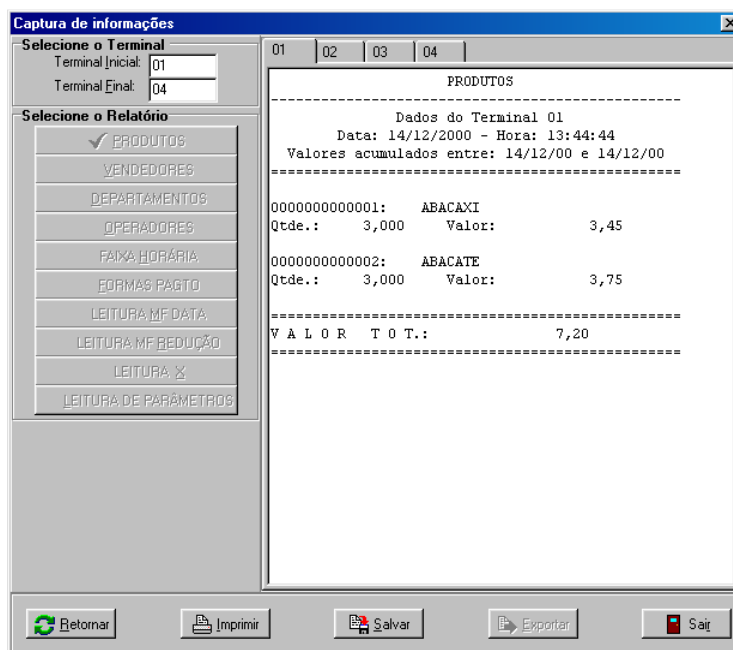 Captura de informações
Selecione o Terminal
Terminal Inicial: 01
Terminal Final: 04
Selecione o Relatório
PRODUTOS
VENDEDORES
DEPARTAMENTOS
OPERADORES
FAIXA HORÁRIA
FORMAS PAGTO
LEITURA MF DATA
LEITURA MF REDUÇÃO
LEITURA X
LEITURA DE PARÂMETROS
01 02 03 04
PRODUTOS
--------------------------------------------------
Dados do Terminal 01
Data: 14/12/2000 - Hora: 13:44:44
Valores acumulados entre: 14/12/00 e 14/12/00
==================================================
0000000000001: ABACAXI
Qtde.: 3,000 Valor: 3,45
0000000000002: ABACATE
Qtde.: 3,000 Valor: 3,75
==================================================
V A L O R T O T.: 7,20
==================================================
Retornar Imprimir Salvar Exportar Sair